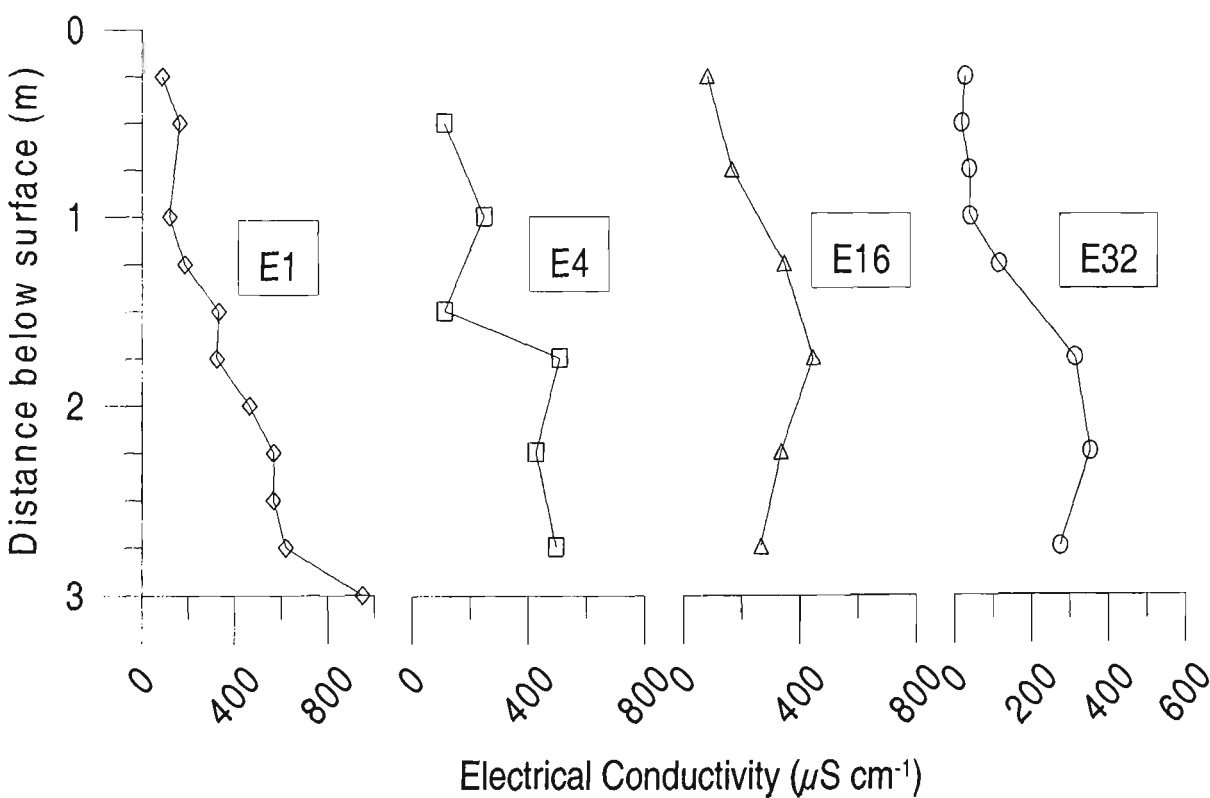 0
1
2
3
Distance below surface (m)
E1
E4
E16
E32
0 400 800
0 400 800
0 400 800
0 200 400 600
Electrical Conductivity (µS cm⁻¹)